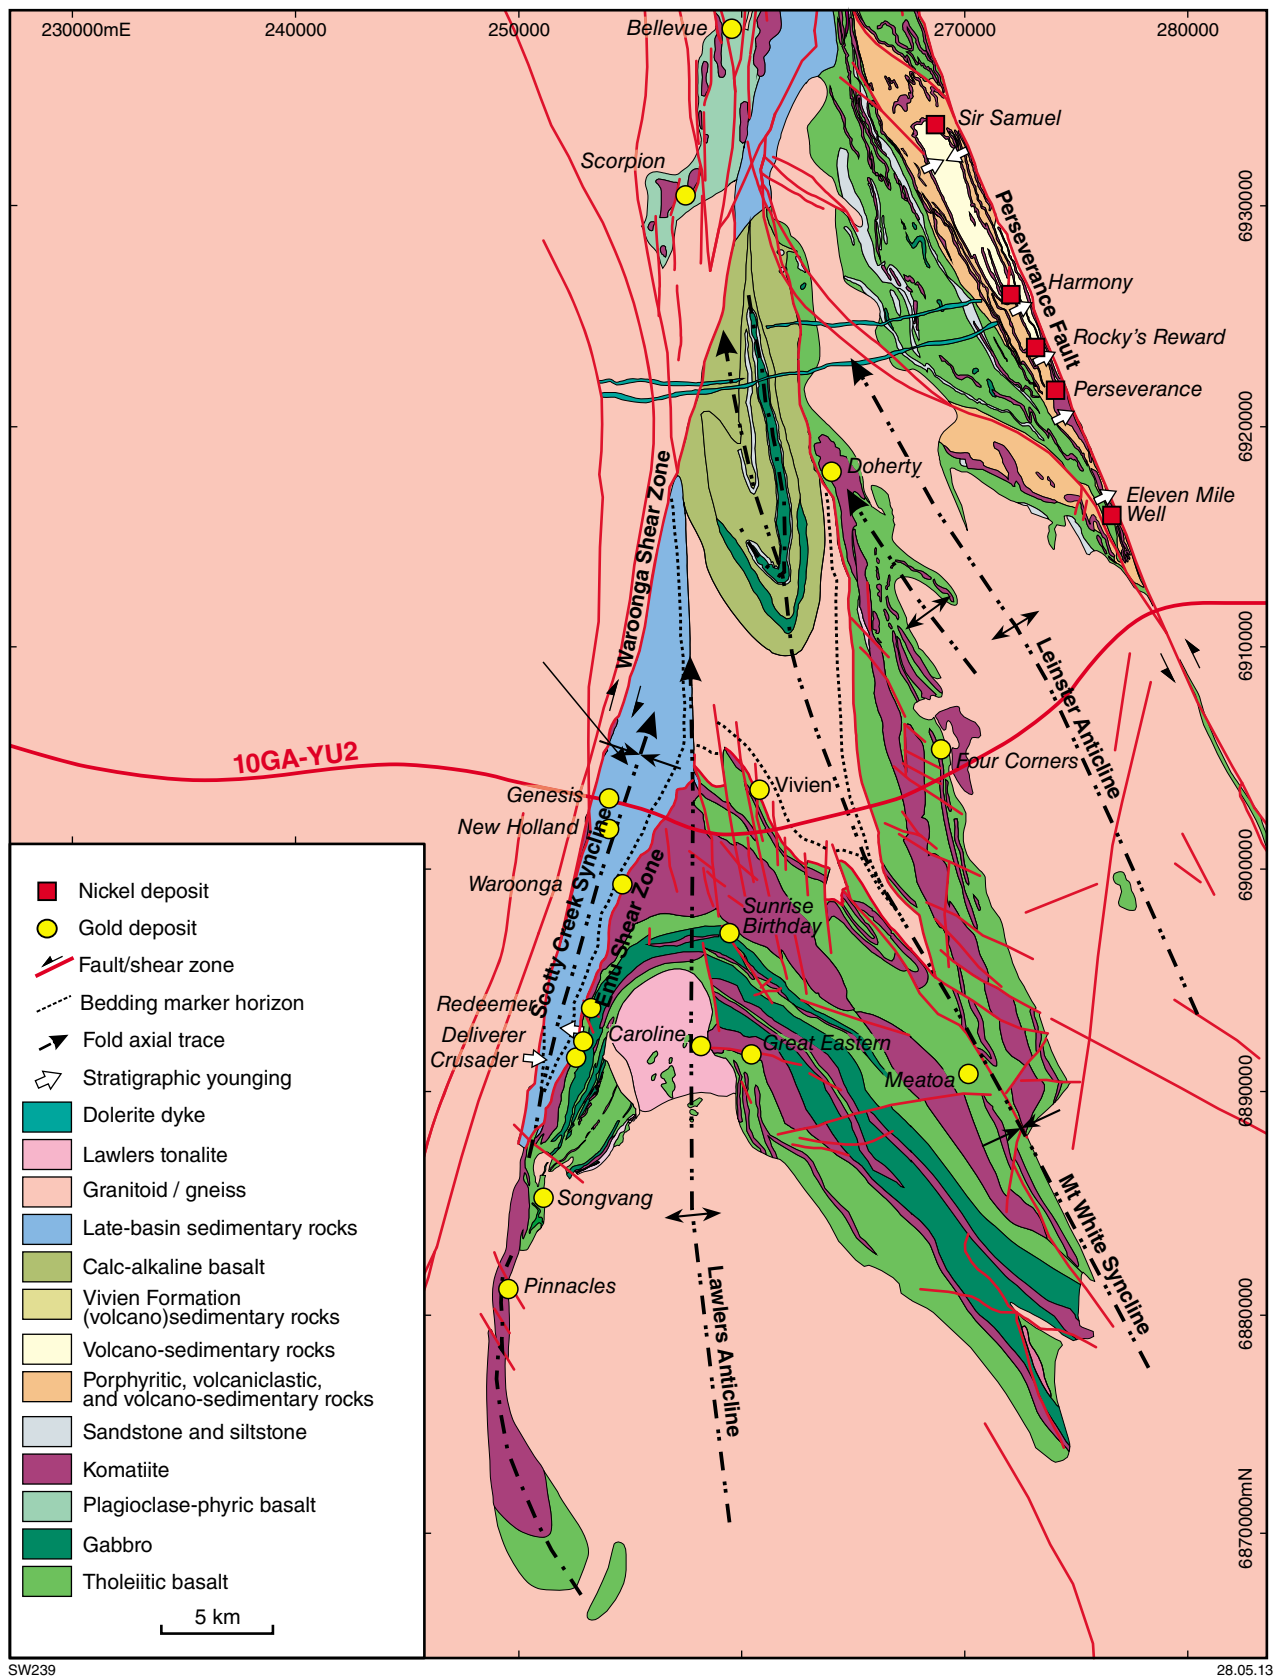 230000mE
240000
250000
270000
280000
Bellevue
Sir Samuel
Scorpion
6930000
Perseverance Fault
Harmony
Rocky's Reward
Perseverance
6920000
Doherty
Waroonga Shear Zone
Eleven Mile
Well
6910000
Leinster Anticline
10GA-YU2
Four Corners
Vivien
Genesis
New Holland
Scotty Creek Syncline
Waroonga
Emu Shear Zone
6900000
Sunrise
Birthday
Redeemer
Deliverer
Crusader
Caroline
Great Eastern
Meatoa
6890000
Songvang
Mt White Syncline
Pinnacles
Lawlers Anticline
6880000
6870000mN
Nickel deposit
Gold deposit
Fault/shear zone
Bedding marker horizon
Fold axial trace
Stratigraphic younging
Dolerite dyke
Lawlers tonalite
Granitoid / gneiss
Late-basin sedimentary rocks
Calc-alkaline basalt
Vivien Formation
(volcano)sedimentary rocks
Volcano-sedimentary rocks
Porphyritic, volcaniclastic,
and volcano-sedimentary rocks
Sandstone and siltstone
Komatiite
Plagioclase-phyric basalt
Gabbro
Tholeiitic basalt
5 km
SW239
28.05.13